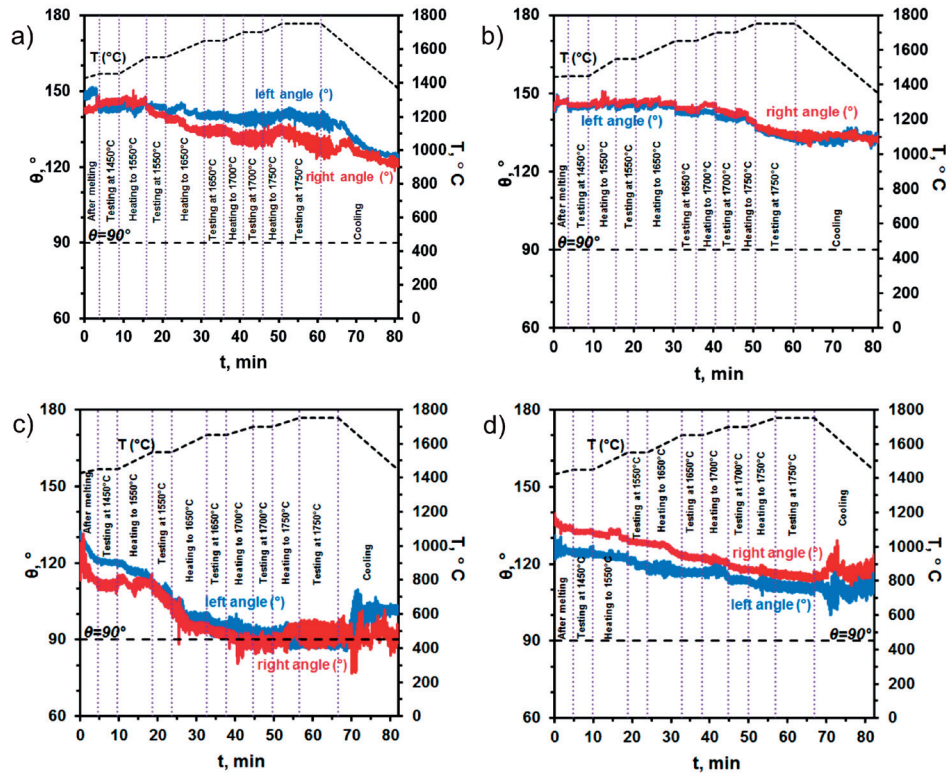 a)
θ, °
180
150
120
90
60
T (°C)
left angle (°)
right angle (°)
After melting
Testing at 1450°C
Heating to 1550°C
Testing at 1550°C
Heating to 1650°C
Testing at 1650°C
Heating to 1700°C
Testing at 1700°C
Heating to 1750°C
Testing at 1750°C
Cooling
θ=90°
1800
1600
1400
1200
1000
800
600
400
200
0
T, °C
0 10 20 30 40 50 60 70 80
t, min
b)
θ, °
180
150
120
90
60
T (°C)
right angle (°)
left angle (°)
After melting
Testing at 1450°C
Heating to 1550°C
Testing at 1550°C
Heating to 1650°C
Testing at 1650°C
Heating to 1700°C
Testing at 1700°C
Heating to 1750°C
Testing at 1750°C
Cooling
θ=90°
1800
1600
1400
1200
1000
800
600
400
200
0
T, °C
0 10 20 30 40 50 60 70 80
t, min
c)
θ, °
180
150
120
90
60
T (°C)
After melting
Testing at 1450°C
Heating to 1550°C
Testing at 1550°C
Heating to 1650°C
Testing at 1650°C
Heating to 1700°C
Testing at 1700°C
Heating to 1750°C
Testing at 1750°C
Cooling
left angle (°)
θ=90°
right angle (°)
1800
1600
1400
1200
1000
800
600
400
200
0
T, °C
0 10 20 30 40 50 60 70 80
t, min
d)
θ, °
180
150
120
90
60
T (°C)
Testing at 1550°C
Heating to 1650°C
Testing at 1650°C
Heating to 1700°C
Testing at 1700°C
Heating to 1750°C
Testing at 1750°C
Cooling
right angle (°)
left angle (°)
After melting
Testing at 1450°C
Heating to 1550°C
θ=90°
1800
1600
1400
1200
1000
800
600
400
200
0
T, °C
0 10 20 30 40 50 60 70 80
t, min